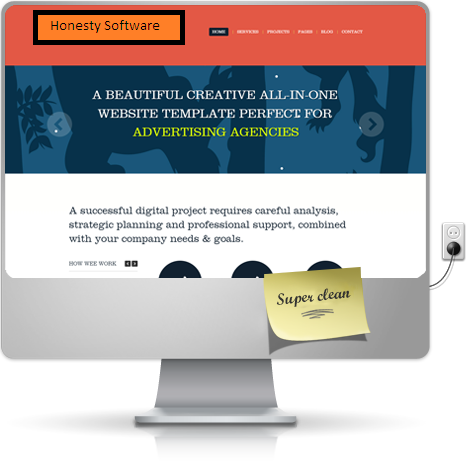 Honesty Software
HOME | SERVICES | PROJECTS | PAGES | BLOG | CONTACT
A BEAUTIFUL CREATIVE ALL-IN-ONE
WEBSITE TEMPLATE PERFECT FOR
ADVERTISING AGENCIES
A successful digital project requires careful analysis,
strategic planning and professional support, combined
with your company needs & goals.
HOW WEE WORK
Super clean